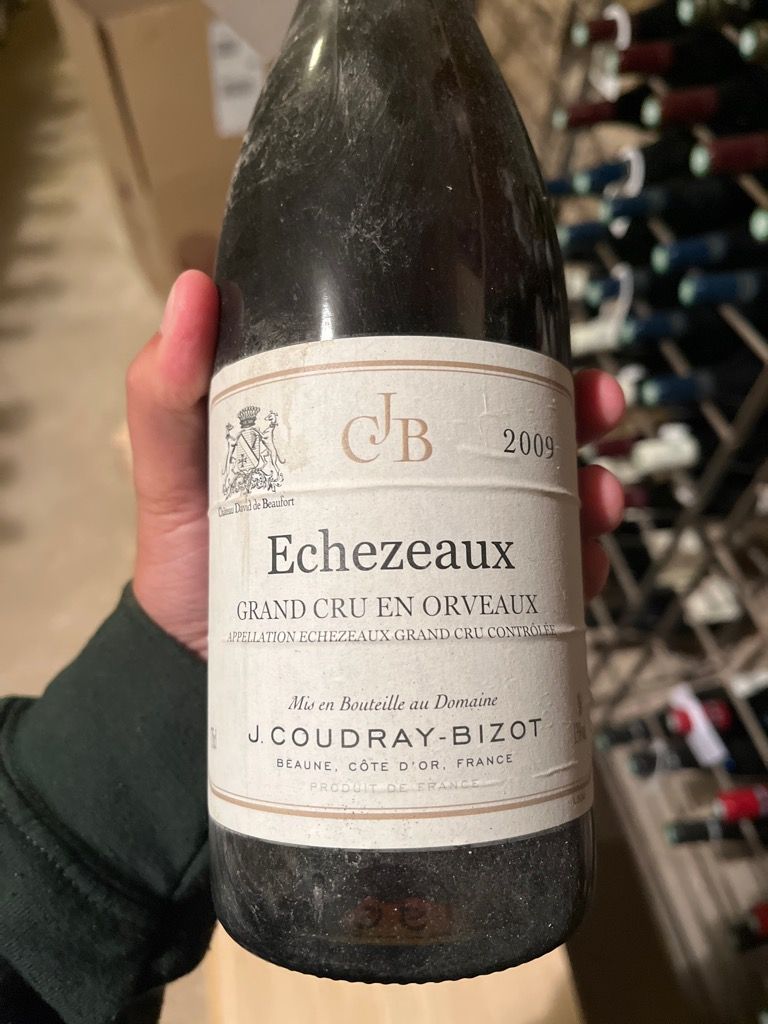 CJB
2009
Château David de Beaufort
Echezeaux
GRAND CRU EN ORVEAUX
APPELLATION ECHEZEAUX GRAND CRU CONTRÔLÉE
Mis en Bouteille au Domaine
J. COUDRAY-BIZOT
BEAUNE, CÔTE D'OR, FRANCE
PRODUIT DE FRANCE